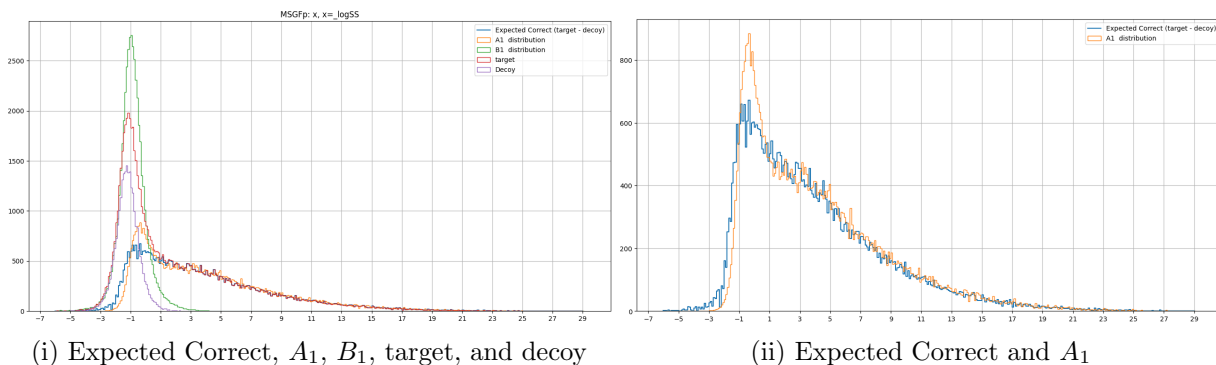 MSGFp: x, x=_logSS
Expected Correct (target - decoy)
A1 distribution
B1 distribution
target
Decoy
2500
2000
1500
1000
500
0
-7 -5 -3 -1 1 3 5 7 9 11 13 15 17 19 21 23 25 27 29
(i) Expected Correct, A1, B1, target, and decoy
Expected Correct (target - decoy)
A1 distribution
800
600
400
200
0
-7 -5 -3 -1 1 3 5 7 9 11 13 15 17 19 21 23 25 27 29
(ii) Expected Correct and A1